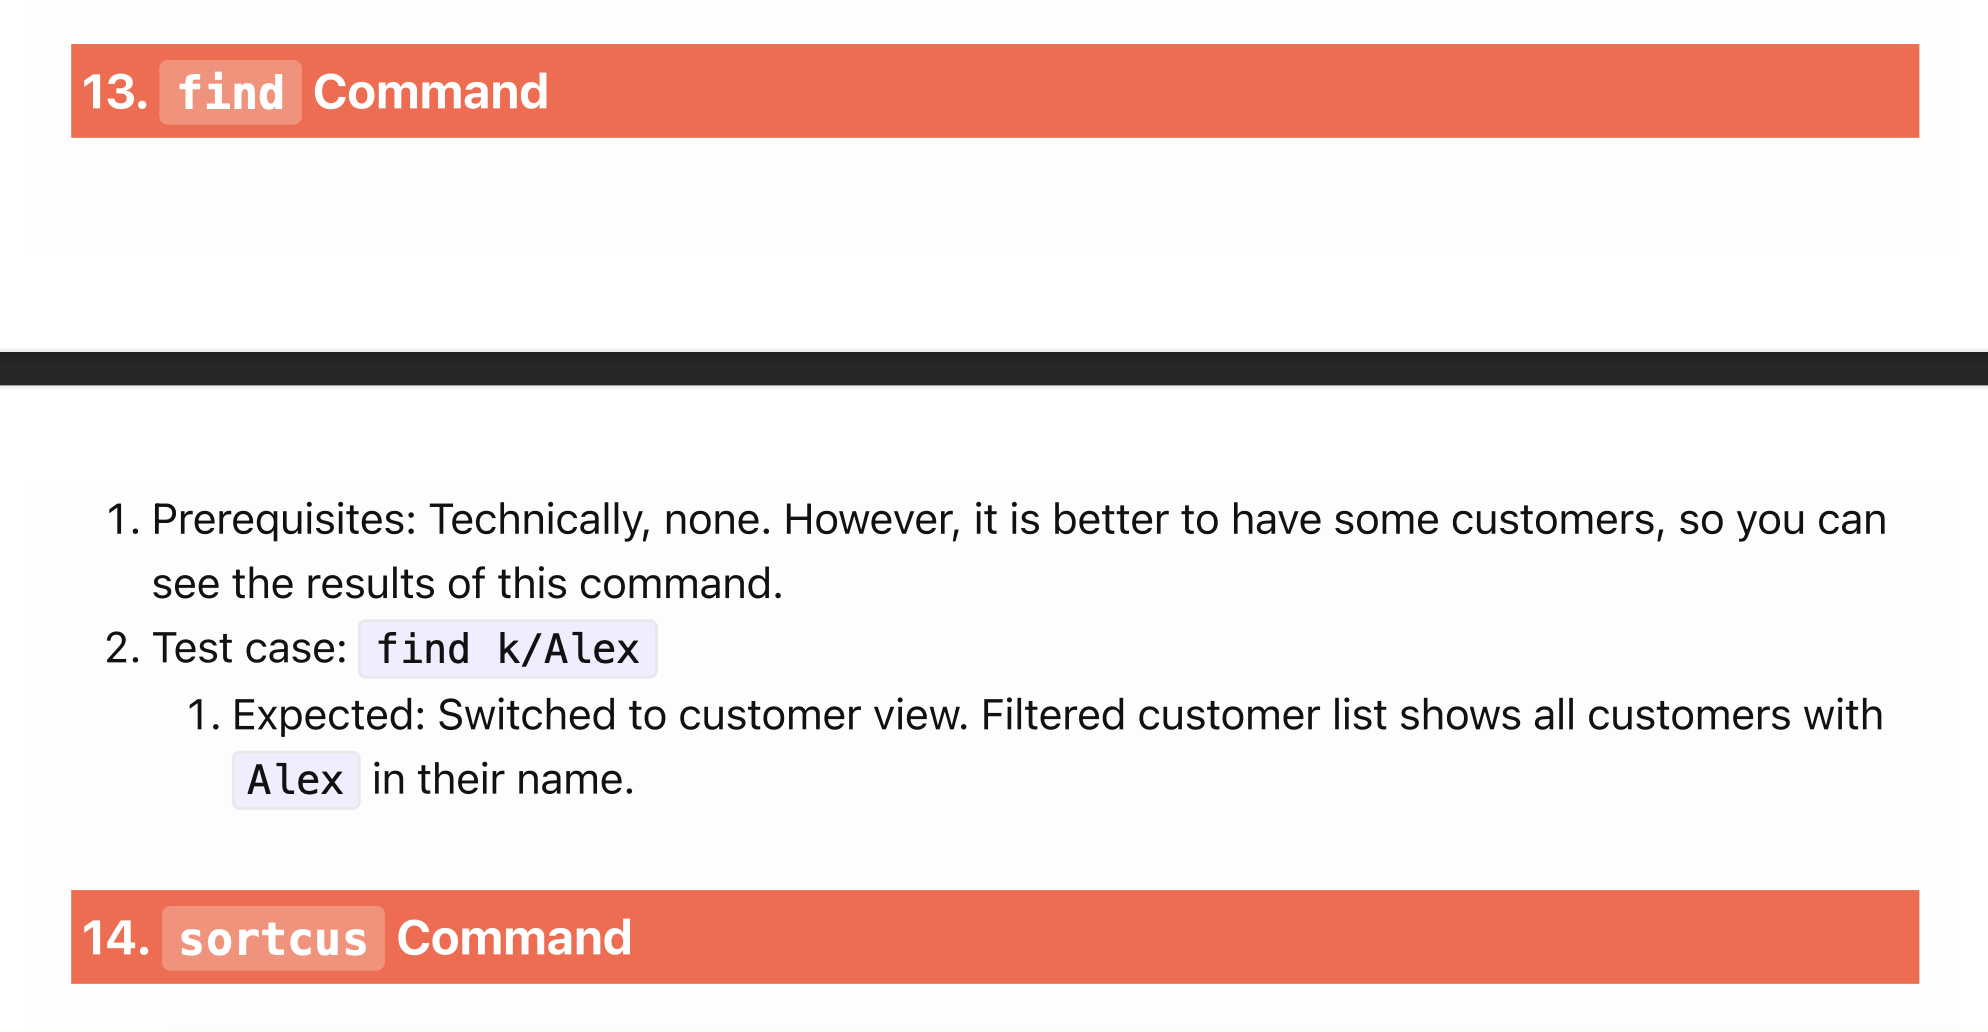 13. find Command
1. Prerequisites: Technically, none. However, it is better to have some customers, so you can
see the results of this command.
2. Test case: find k/Alex
1. Expected: Switched to customer view. Filtered customer list shows all customers with
Alex in their name.
14. sortcus Command